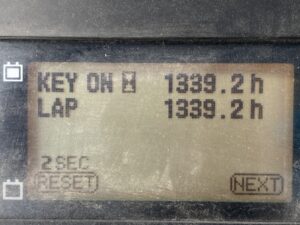 KEY ON 1339.2h
LAP 1339.2h
2SEC
RESET NEXT